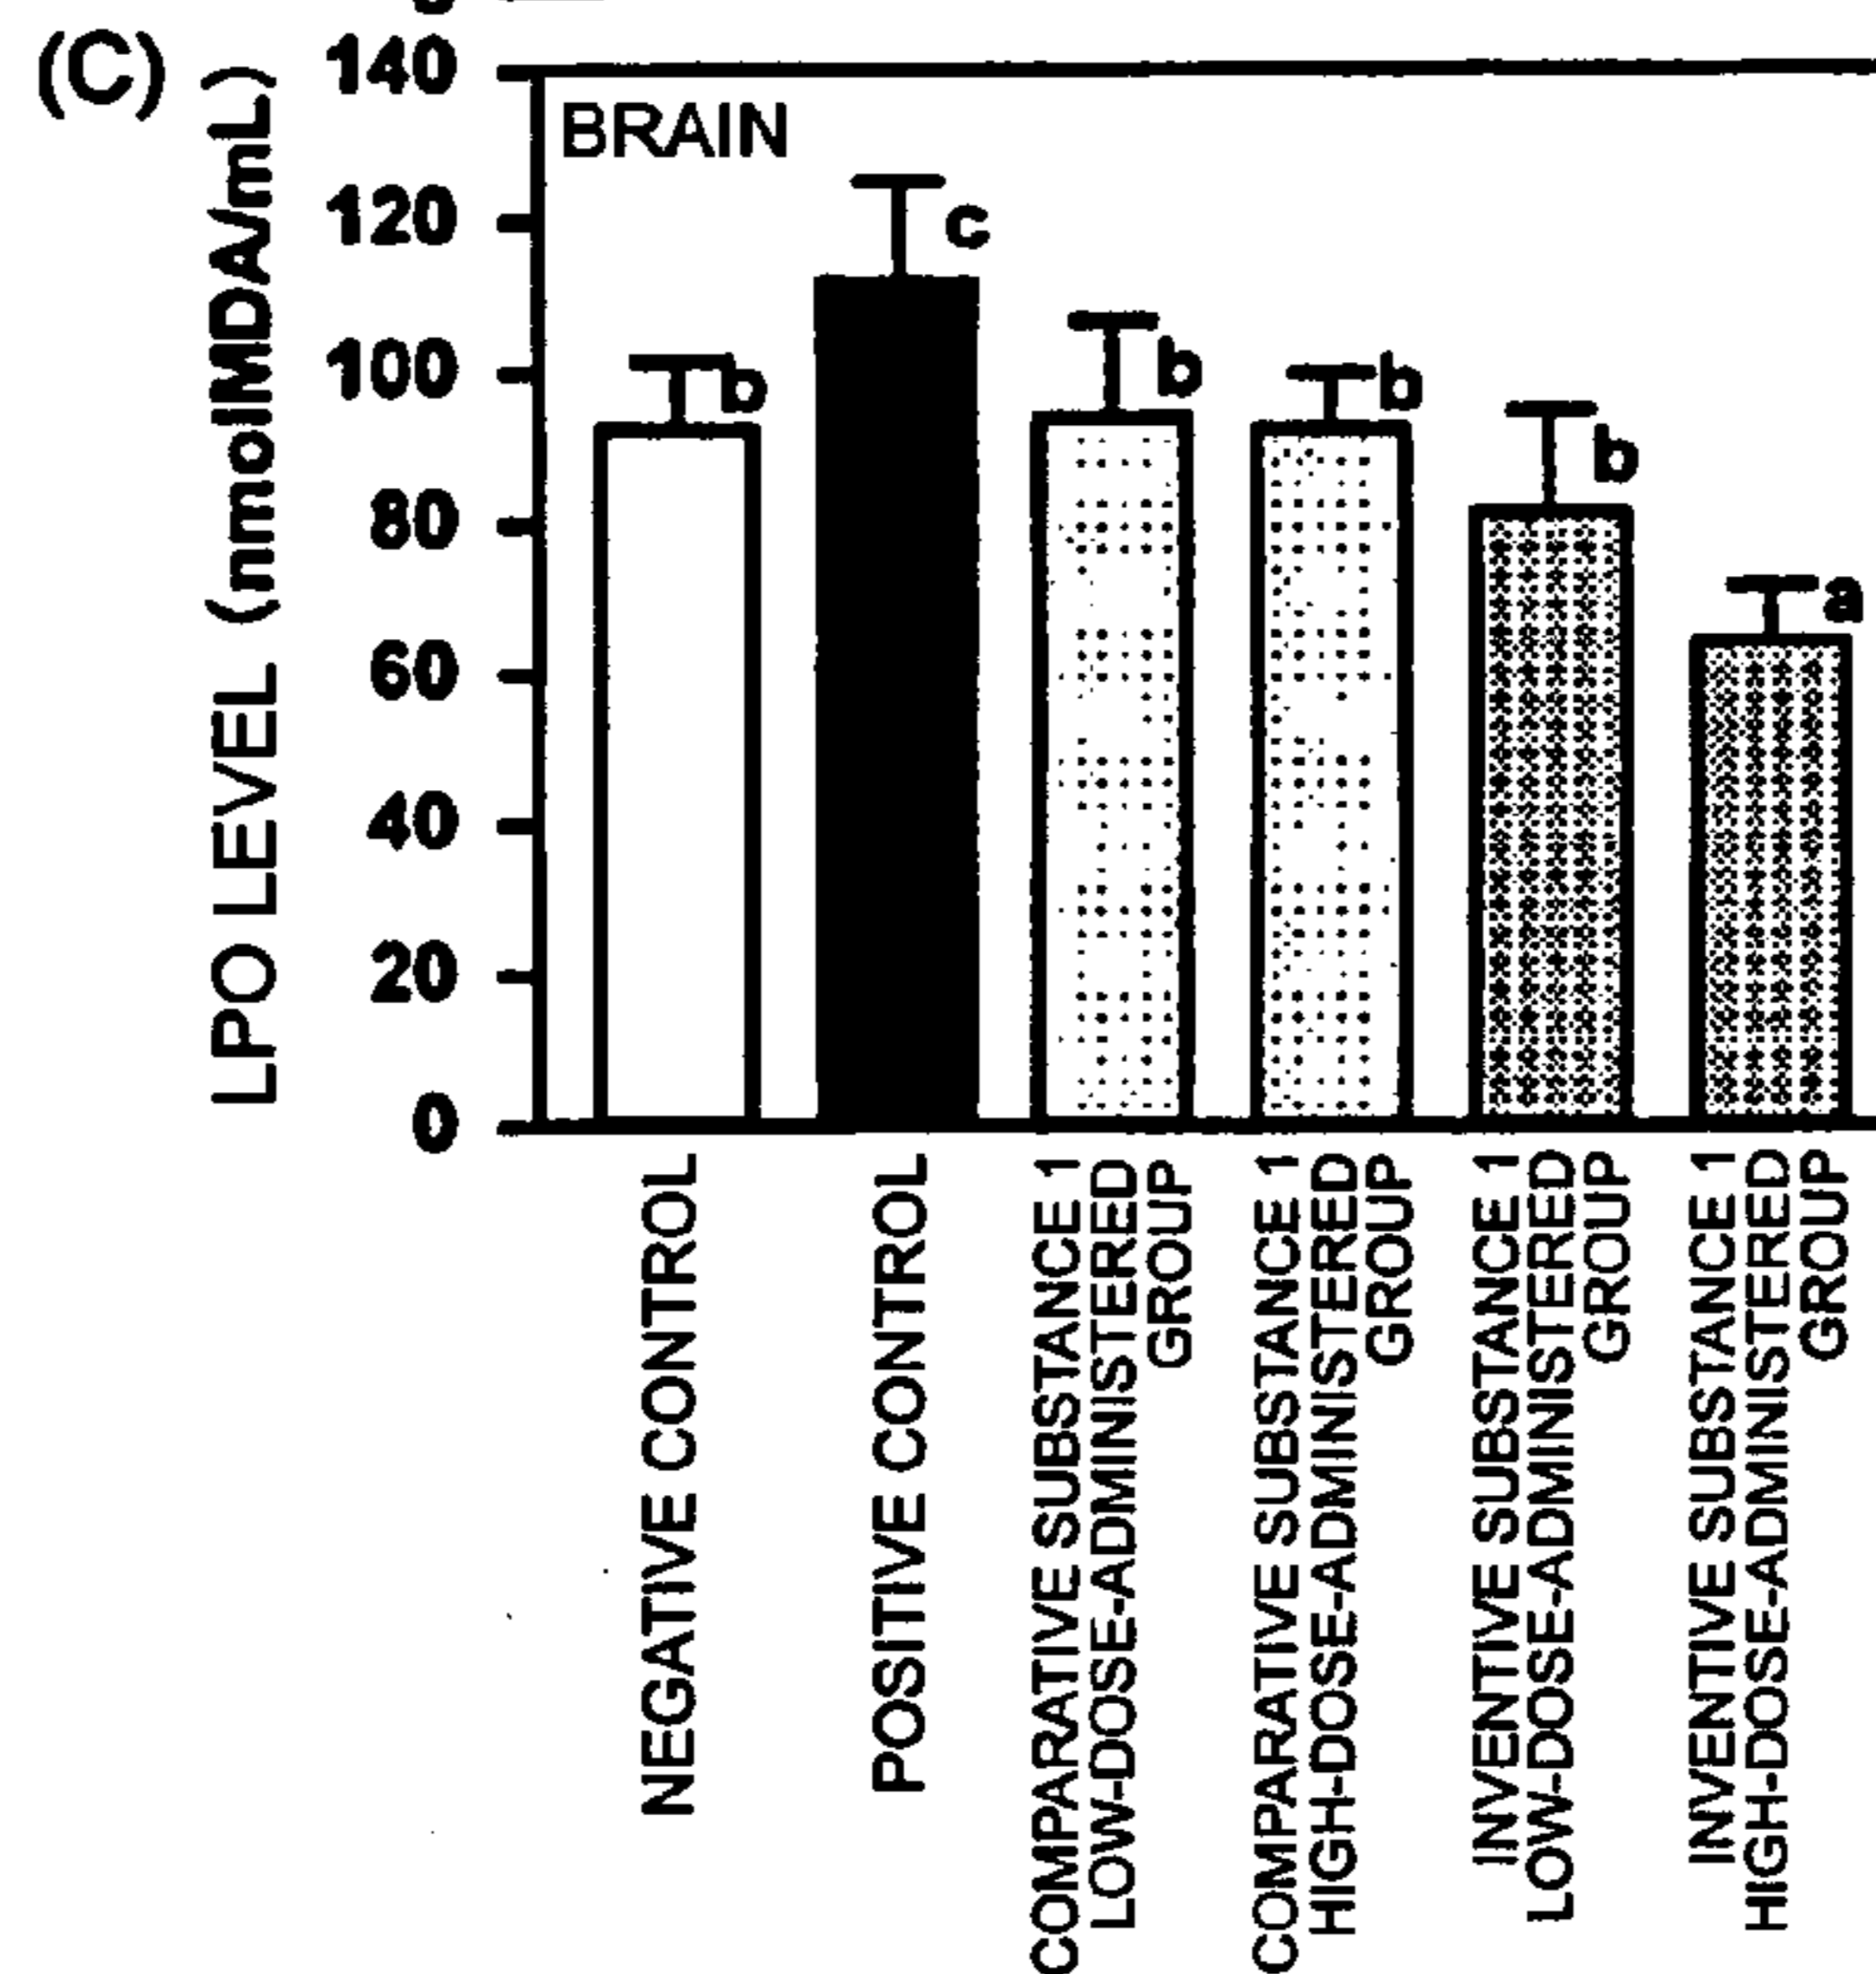 (C)
LPO LEVEL (nmolMDA/mL)
140
120
100
80
60
40
20
0
BRAIN
b
c
b
b
b
a
NEGATIVE CONTROL
POSITIVE CONTROL
COMPARATIVE SUBSTANCE 1
LOW-DOSE-ADMINISTERED
GROUP
COMPARATIVE SUBSTANCE 1
HIGH-DOSE-ADMINISTERED
GROUP
INVENTIVE SUBSTANCE 1
LOW-DOSE-ADMINISTERED
GROUP
INVENTIVE SUBSTANCE 1
HIGH-DOSE-ADMINISTERED
GROUP